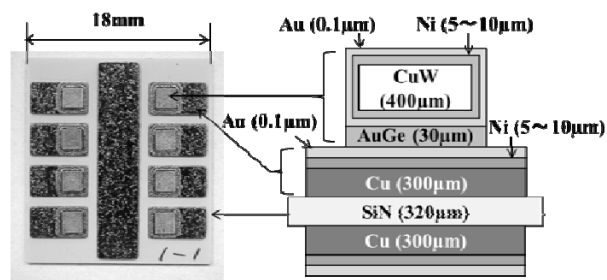 18mm
Au (0.1μm)
Ni (5~10μm)
CuW
(400μm)
Au (0.1μm)
AuGe (30μm)
Ni (5~10μm)
Cu (300μm)
SiN (320μm)
Cu (300μm)
1-1